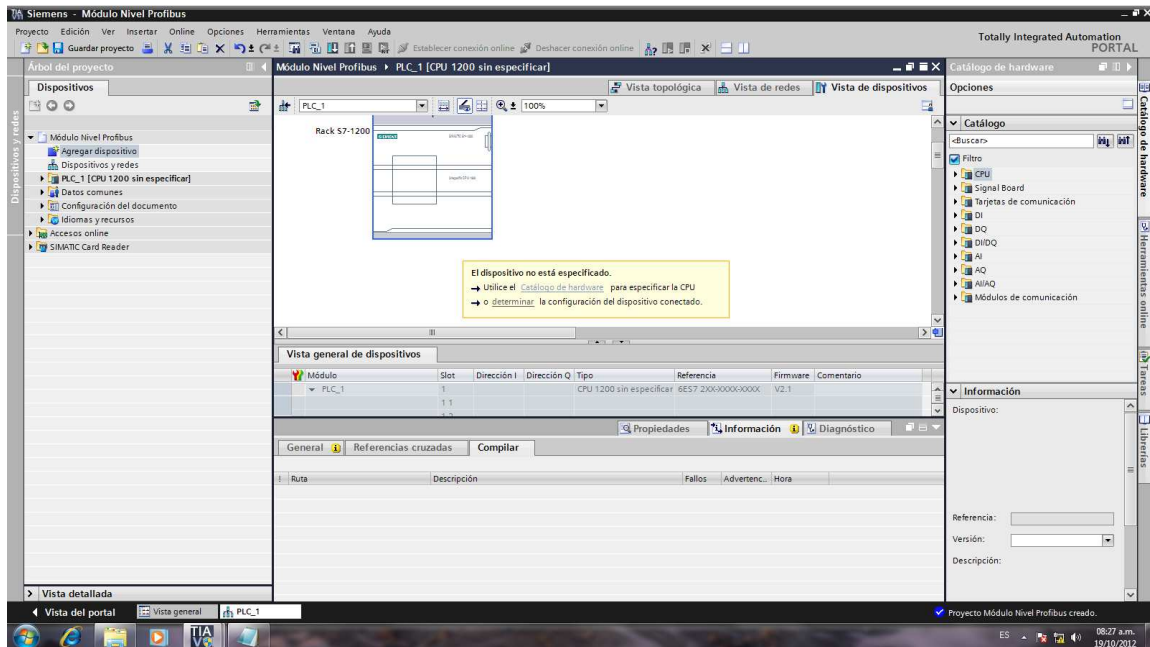 Siemens - Módulo Nivel Profibus
Proyecto Edición Ver Insertar Online Opciones Herramientas Ventana Ayuda
Guardar proyecto
Establecer conexión online
Deshacer conexión online
Totally Integrated Automation
PORTAL
Árbol del proyecto
Dispositivos
Dispositivos y redes
Módulo Nivel Profibus
Agregar dispositivo
Dispositivos y redes
PLC_1 [CPU 1200 sin especificar]
Datos comunes
Configuración del documento
Idiomas y recursos
Accesos online
SIMATIC Card Reader
Vista detallada
Módulo Nivel Profibus PLC_1 [CPU 1200 sin especificar]
Vista topológica
Vista de redes
Vista de dispositivos
PLC_1
100%
Rack S7-1200
SIEMENS
El dispositivo no está especificado.
Utilice el Catálogo de hardware para especificar la CPU
o determinar la configuración del dispositivo conectado.
Vista general de dispositivos
Módulo Slot Dirección I Dirección Q Tipo Referencia Firmware Comentario
PLC_1 1 CPU 1200 sin especificar 6ES7 2XX-XXXXX-XXXX V2.1
1 1
Propiedades
Información
Diagnóstico
General
Referencias cruzadas
Compilar
! Ruta Descripción Fallos Advertenc... Hora
Catálogo de hardware
Opciones
Catálogo
<Buscar>
Filtro
CPU
Signal Board
Tarjetas de comunicación
DI
DQ
DI/DQ
AI
AQ
AI/AQ
Módulos de comunicación
Información
Dispositivo:
Referencia:
Versión:
Descripción:
Catálogo de hardware
Herramientas online
Tareas
Librerías
Vista del portal
Vista general
PLC_1
Proyecto Módulo Nivel Profibus creado.
TIA
V11
ES
08:27 a.m.
19/10/2012